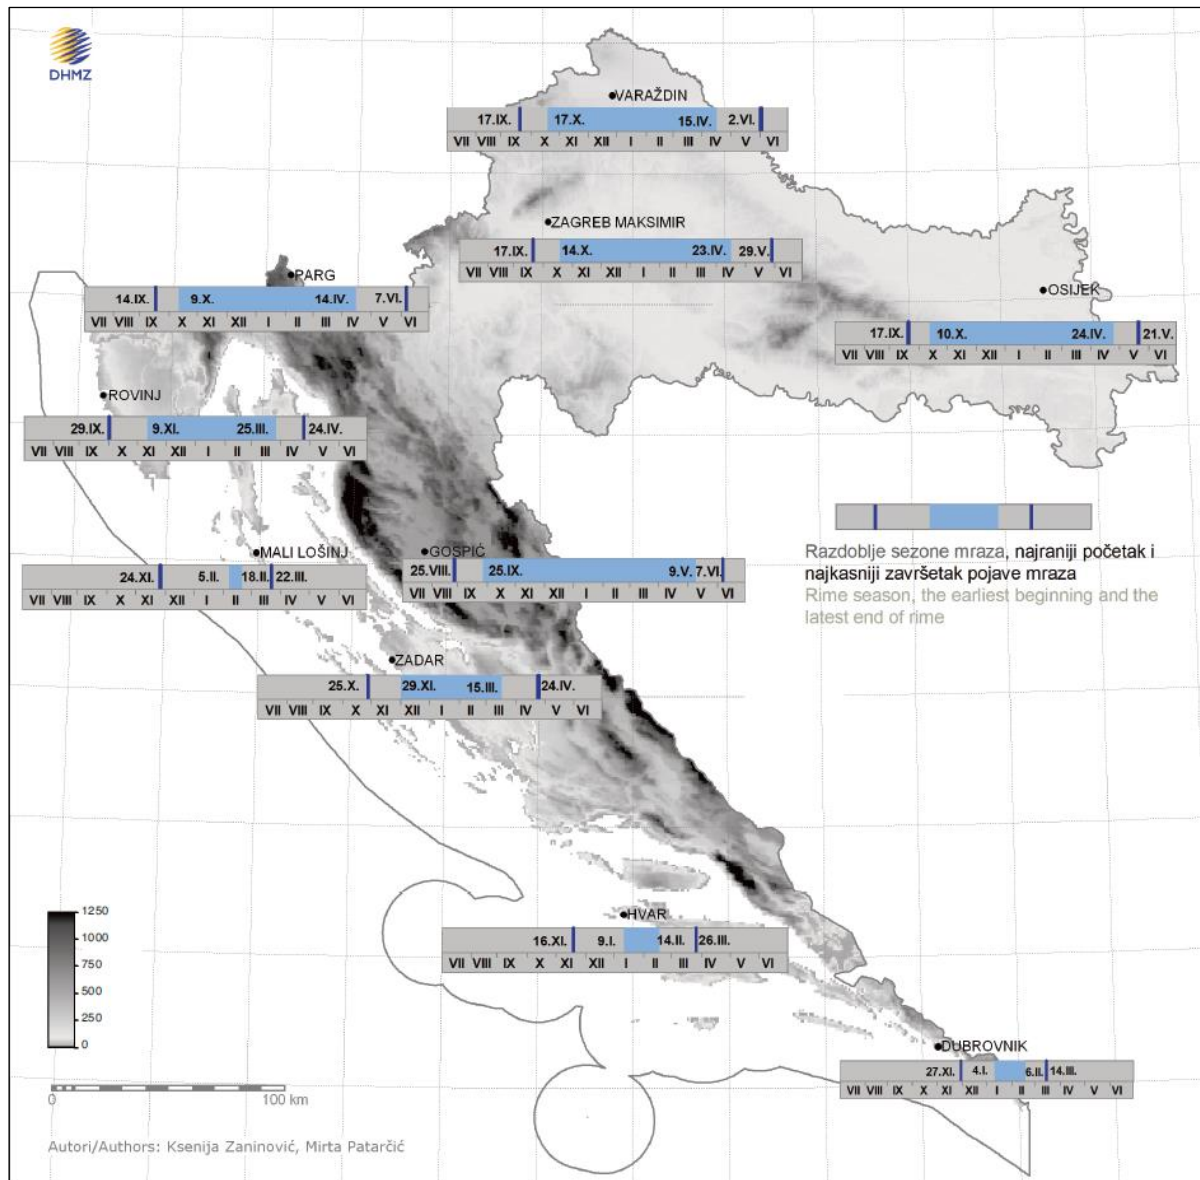 DHMZ
VARAŽDIN
17.IX. 17.X. 15.IV. 2.VI.
VII VIII IX X XI XII I II III IV V VI
ZAGREB MAKSIMIR
17.IX. 14.X. 23.IV. 29.V.
VII VIII IX X XI XII I II III IV V VI
PARG
14.IX. 9.X. 14.IV. 7.VI.
VII VIII IX X XI XII I II III IV V VI
OSIJEK
17.IX. 10.X. 24.IV. 21.V.
VII VIII IX X XI XII I II III IV V VI
ROVINJ
29.IX. 9.XI. 25.III. 24.IV.
VII VIII IX X XI XII I II III IV V VI
Razdoblje sezone mraza, najraniji početak i
najkasniji završetak pojave mraza
Rime season, the earliest beginning and the
latest end of rime
MALI LOŠINJ
24.XI. 5.II. 18.II. 22.III.
VII VIII IX X XI XII I II III IV V VI
GOSPIĆ
25.VIII. 25.IX. 9.V. 7.VI.
VII VIII IX X XI XII I II III IV V VI
ZADAR
25.X. 29.XI. 15.III. 24.IV.
VII VIII IX X XI XII I II III IV V VI
HVAR
16.XI. 9.I. 14.II. 26.III.
VII VIII IX X XI XII I II III IV V VI
1250
1000
750
500
250
0
DUBROVNIK
27.XI. 4.I. 6.II. 14.III.
VII VIII IX X XI XII I II III IV V VI
0 100 km
Autori/Authors: Ksenija Zaninović, Mirta Patarčić